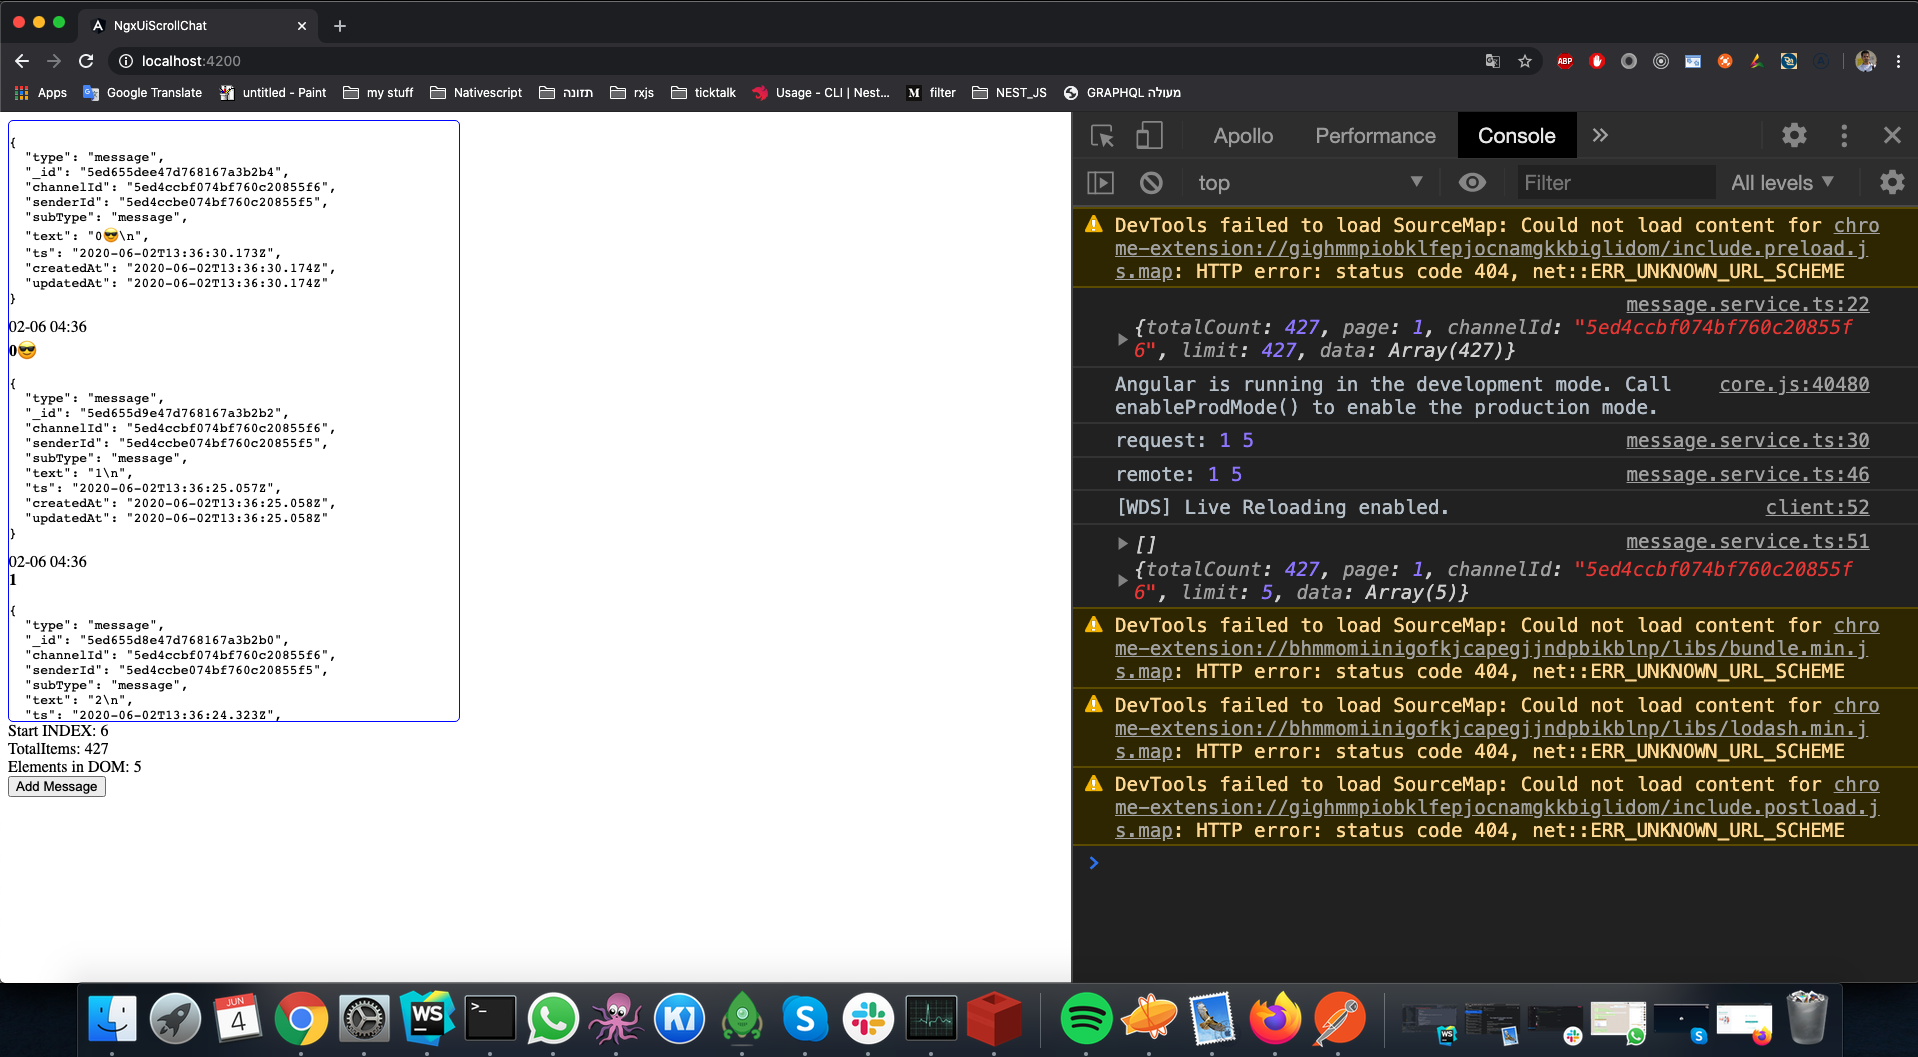 NgxUiScrollChat
localhost:4200
ABP
Apps
Google Translate
untitled - Paint
my stuff
Nativescript
תזונה
rxjs
ticktalk
Usage - CLI | Nest...
filter
NEST_JS
GRAPHQL מעולה
{
"type": "message",
"_id": "5ed655dee47d768167a3b2b4",
"channelId": "5ed4ccbf074bf760c20855f6",
"senderId": "5ed4ccbe074bf760c20855f5",
"subType": "message",
"text": "0😎\n",
"ts": "2020-06-02T13:36:30.173Z",
"createdAt": "2020-06-02T13:36:30.174Z",
"updatedAt": "2020-06-02T13:36:30.174Z"
}
02-06 04:36
0😎
{
"type": "message",
"_id": "5ed655d9e47d768167a3b2b2",
"channelId": "5ed4ccbf074bf760c20855f6",
"senderId": "5ed4ccbe074bf760c20855f5",
"subType": "message",
"text": "1\n",
"ts": "2020-06-02T13:36:25.057Z",
"createdAt": "2020-06-02T13:36:25.058Z",
"updatedAt": "2020-06-02T13:36:25.058Z"
}
02-06 04:36
1
{
"type": "message",
"_id": "5ed655d8e47d768167a3b2b0",
"channelId": "5ed4ccbf074bf760c20855f6",
"senderId": "5ed4ccbe074bf760c20855f5",
"subType": "message",
"text": "2\n",
"ts": "2020-06-02T13:36:24.323Z",
Start INDEX: 6
TotalItems: 427
Elements in DOM: 5
Add Message
Apollo Performance Console
top Filter All levels
DevTools failed to load SourceMap: Could not load content for chro
me-extension://gighmmpiobklfepjocnamgkkbiglidom/include.preload.j
s.map: HTTP error: status code 404, net::ERR_UNKNOWN_URL_SCHEME
message.service.ts:22
{totalCount: 427, page: 1, channelId: "5ed4ccbf074bf760c20855f
6", limit: 427, data: Array(427)}
Angular is running in the development mode. Call core.js:40480
enableProdMode() to enable the production mode.
request: 1 5 message.service.ts:30
remote: 1 5 message.service.ts:46
[WDS] Live Reloading enabled. client:52
[] message.service.ts:51
{totalCount: 427, page: 1, channelId: "5ed4ccbf074bf760c20855f
6", limit: 5, data: Array(5)}
DevTools failed to load SourceMap: Could not load content for chro
me-extension://bhmmomiinigofkjcapegjjndpbikblnp/libs/bundle.min.j
s.map: HTTP error: status code 404, net::ERR_UNKNOWN_URL_SCHEME
DevTools failed to load SourceMap: Could not load content for chro
me-extension://bhmmomiinigofkjcapegjjndpbikblnp/libs/lodash.min.j
s.map: HTTP error: status code 404, net::ERR_UNKNOWN_URL_SCHEME
DevTools failed to load SourceMap: Could not load content for chro
me-extension://gighmmpiobklfepjocnamgkkbiglidom/include.postload.j
s.map: HTTP error: status code 404, net::ERR_UNKNOWN_URL_SCHEME
JUN
4
WS